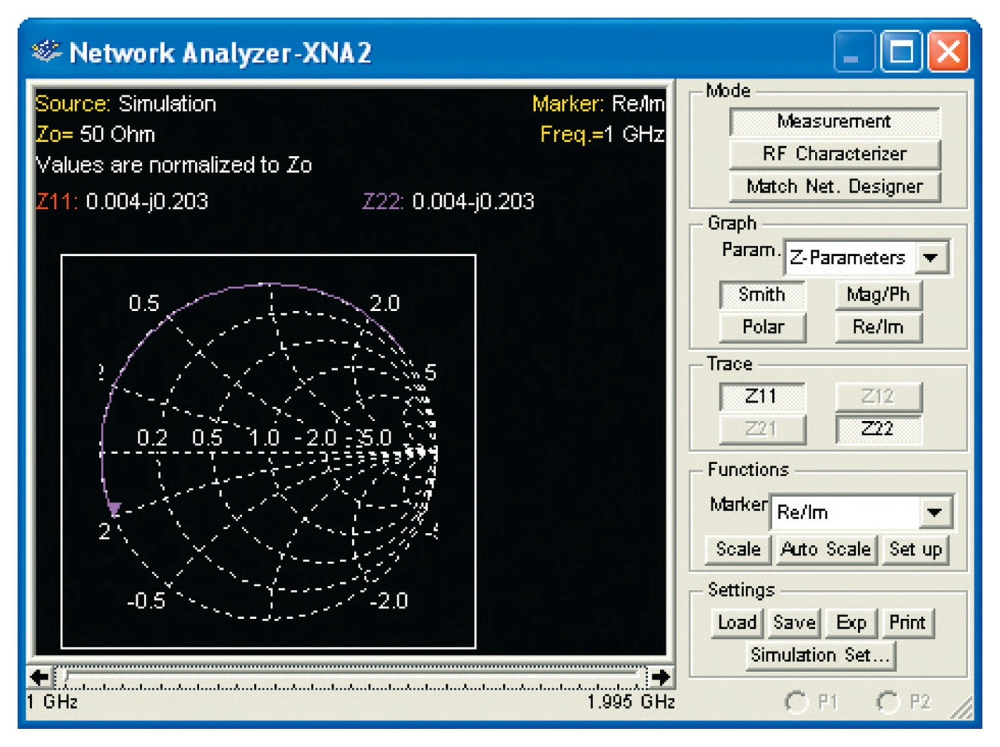 Network Analyzer-XNA2
Source: Simulation
Marker: Re/Im
Zo= 50 Ohm
Freq.=1 GHz
Values are normalized to Zo
Z11: 0.004-j0.203
Z22: 0.004-j0.203
0.5
2.0
2
5
0.2 0.5 1.0 -2.0 -5.0
2
-5
-0.5
-2.0
1 GHz
1.995 GHz
Mode
Measurement
RF Characterizer
Match Net. Designer
Graph
Param. Z-Parameters
Smith
Mag/Ph
Polar
Re/Im
Trace
Z11
Z12
Z21
Z22
Functions
Marker Re/Im
Scale
Auto Scale
Set up
Settings
Load
Save
Exp
Print
Simulation Set...
P1
P2